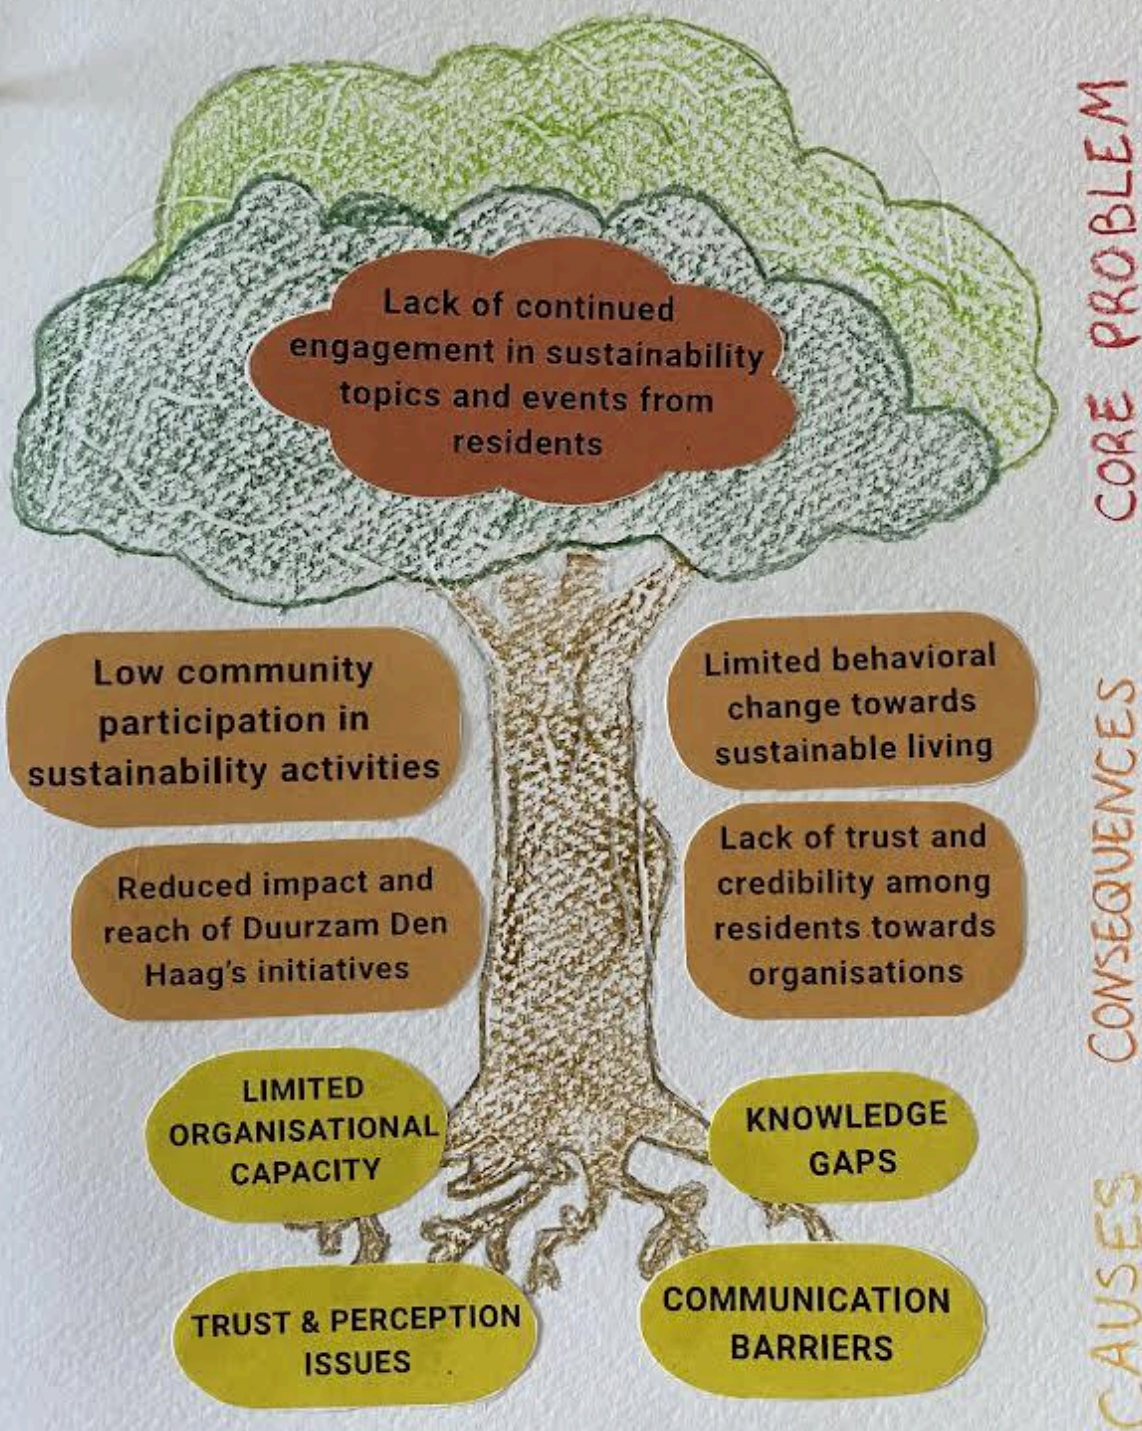 Lack of continued
engagement in sustainability
topics and events from
residents
CORE PROBLEM
Low community
participation in
sustainability activities
Limited behavioral
change towards
sustainable living
Reduced impact and
reach of Duurzam Den
Haag's initiatives
Lack of trust and
credibility among
residents towards
organisations
CONSEQUENCES
LIMITED
ORGANISATIONAL
CAPACITY
KNOWLEDGE
GAPS
TRUST & PERCEPTION
ISSUES
COMMUNICATION
BARRIERS
CAUSES